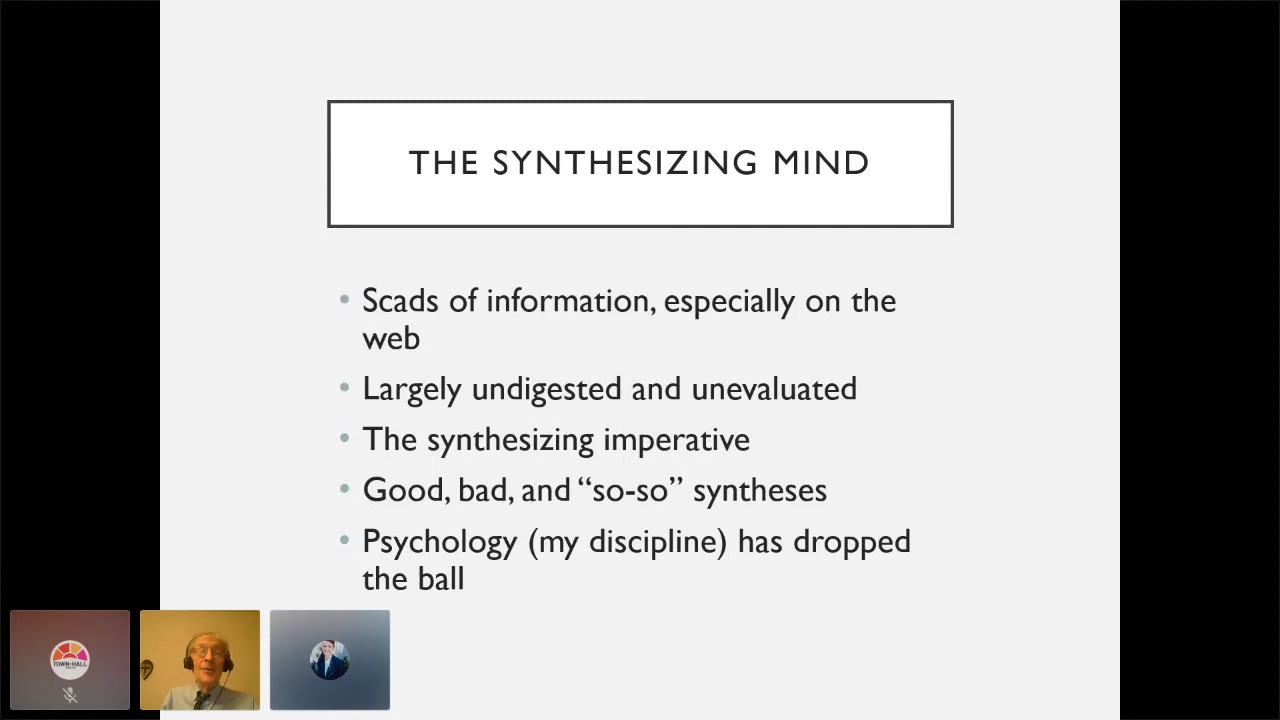 THE SYNTHESIZING MIND
• Scads of information, especially on the
web
• Largely undigested and unevaluated
• The synthesizing imperative
• Good, bad, and “so-so” syntheses
• Psychology (my discipline) has dropped
the ball
TOWN HALL